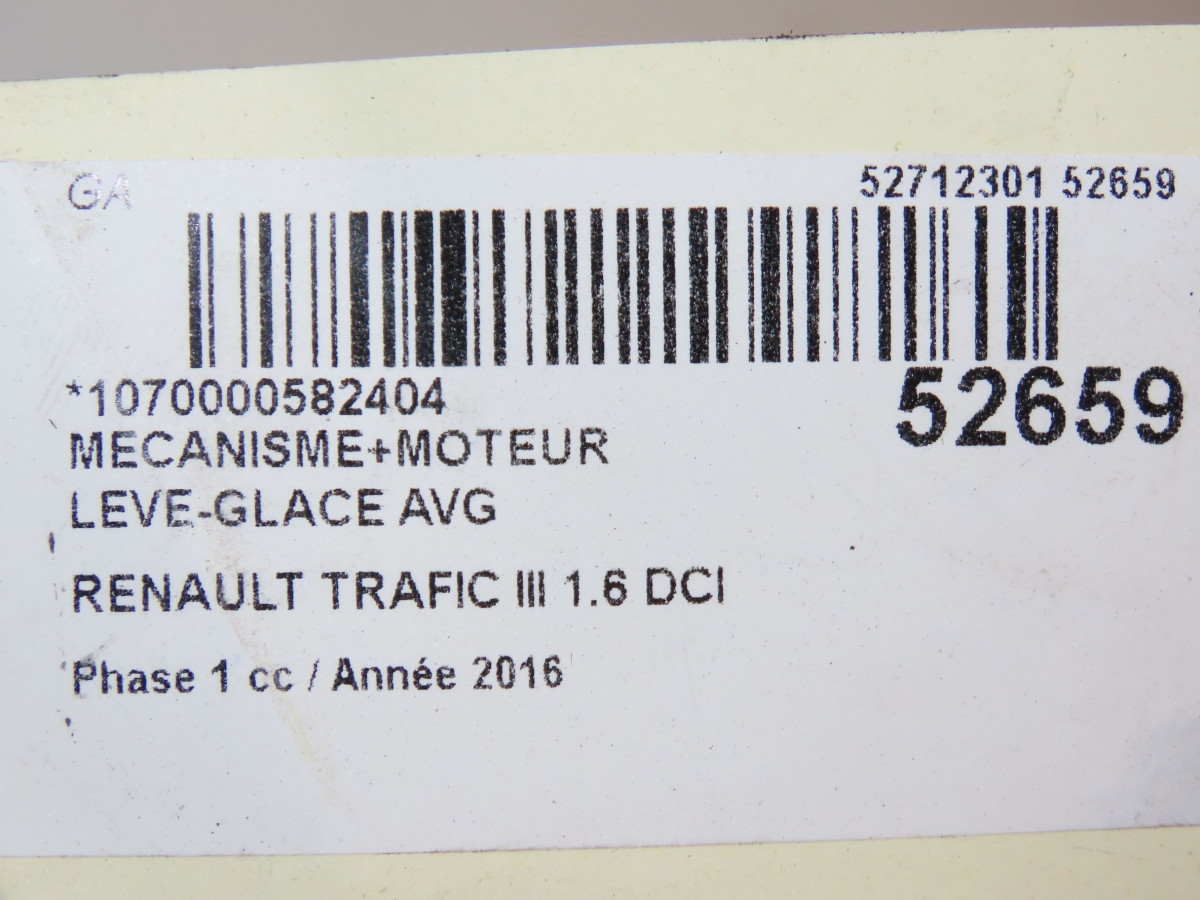 GA
52712301 52659
*1070000582404
52659
MECANISME+MOTEUR
LEVE-GLACE AVG
RENAULT TRAFIC III 1.6 DCI
Phase 1 cc / Année 2016